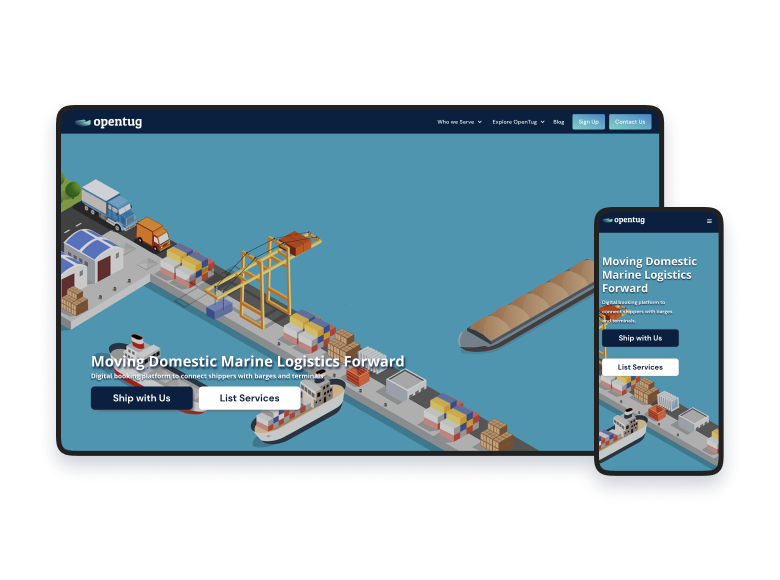 opentug
Who we Serve
Explore OpenTug
Blog
Sign Up
Contact Us
Moving Domestic Marine Logistics Forward
Digital booking platform to connect shippers with barges and terminals.
Ship with Us
List Services
opentug
Moving Domestic
Marine Logistics
Forward
Digital booking platform to
connect shippers with barges
and terminals.
Ship with Us
List Services